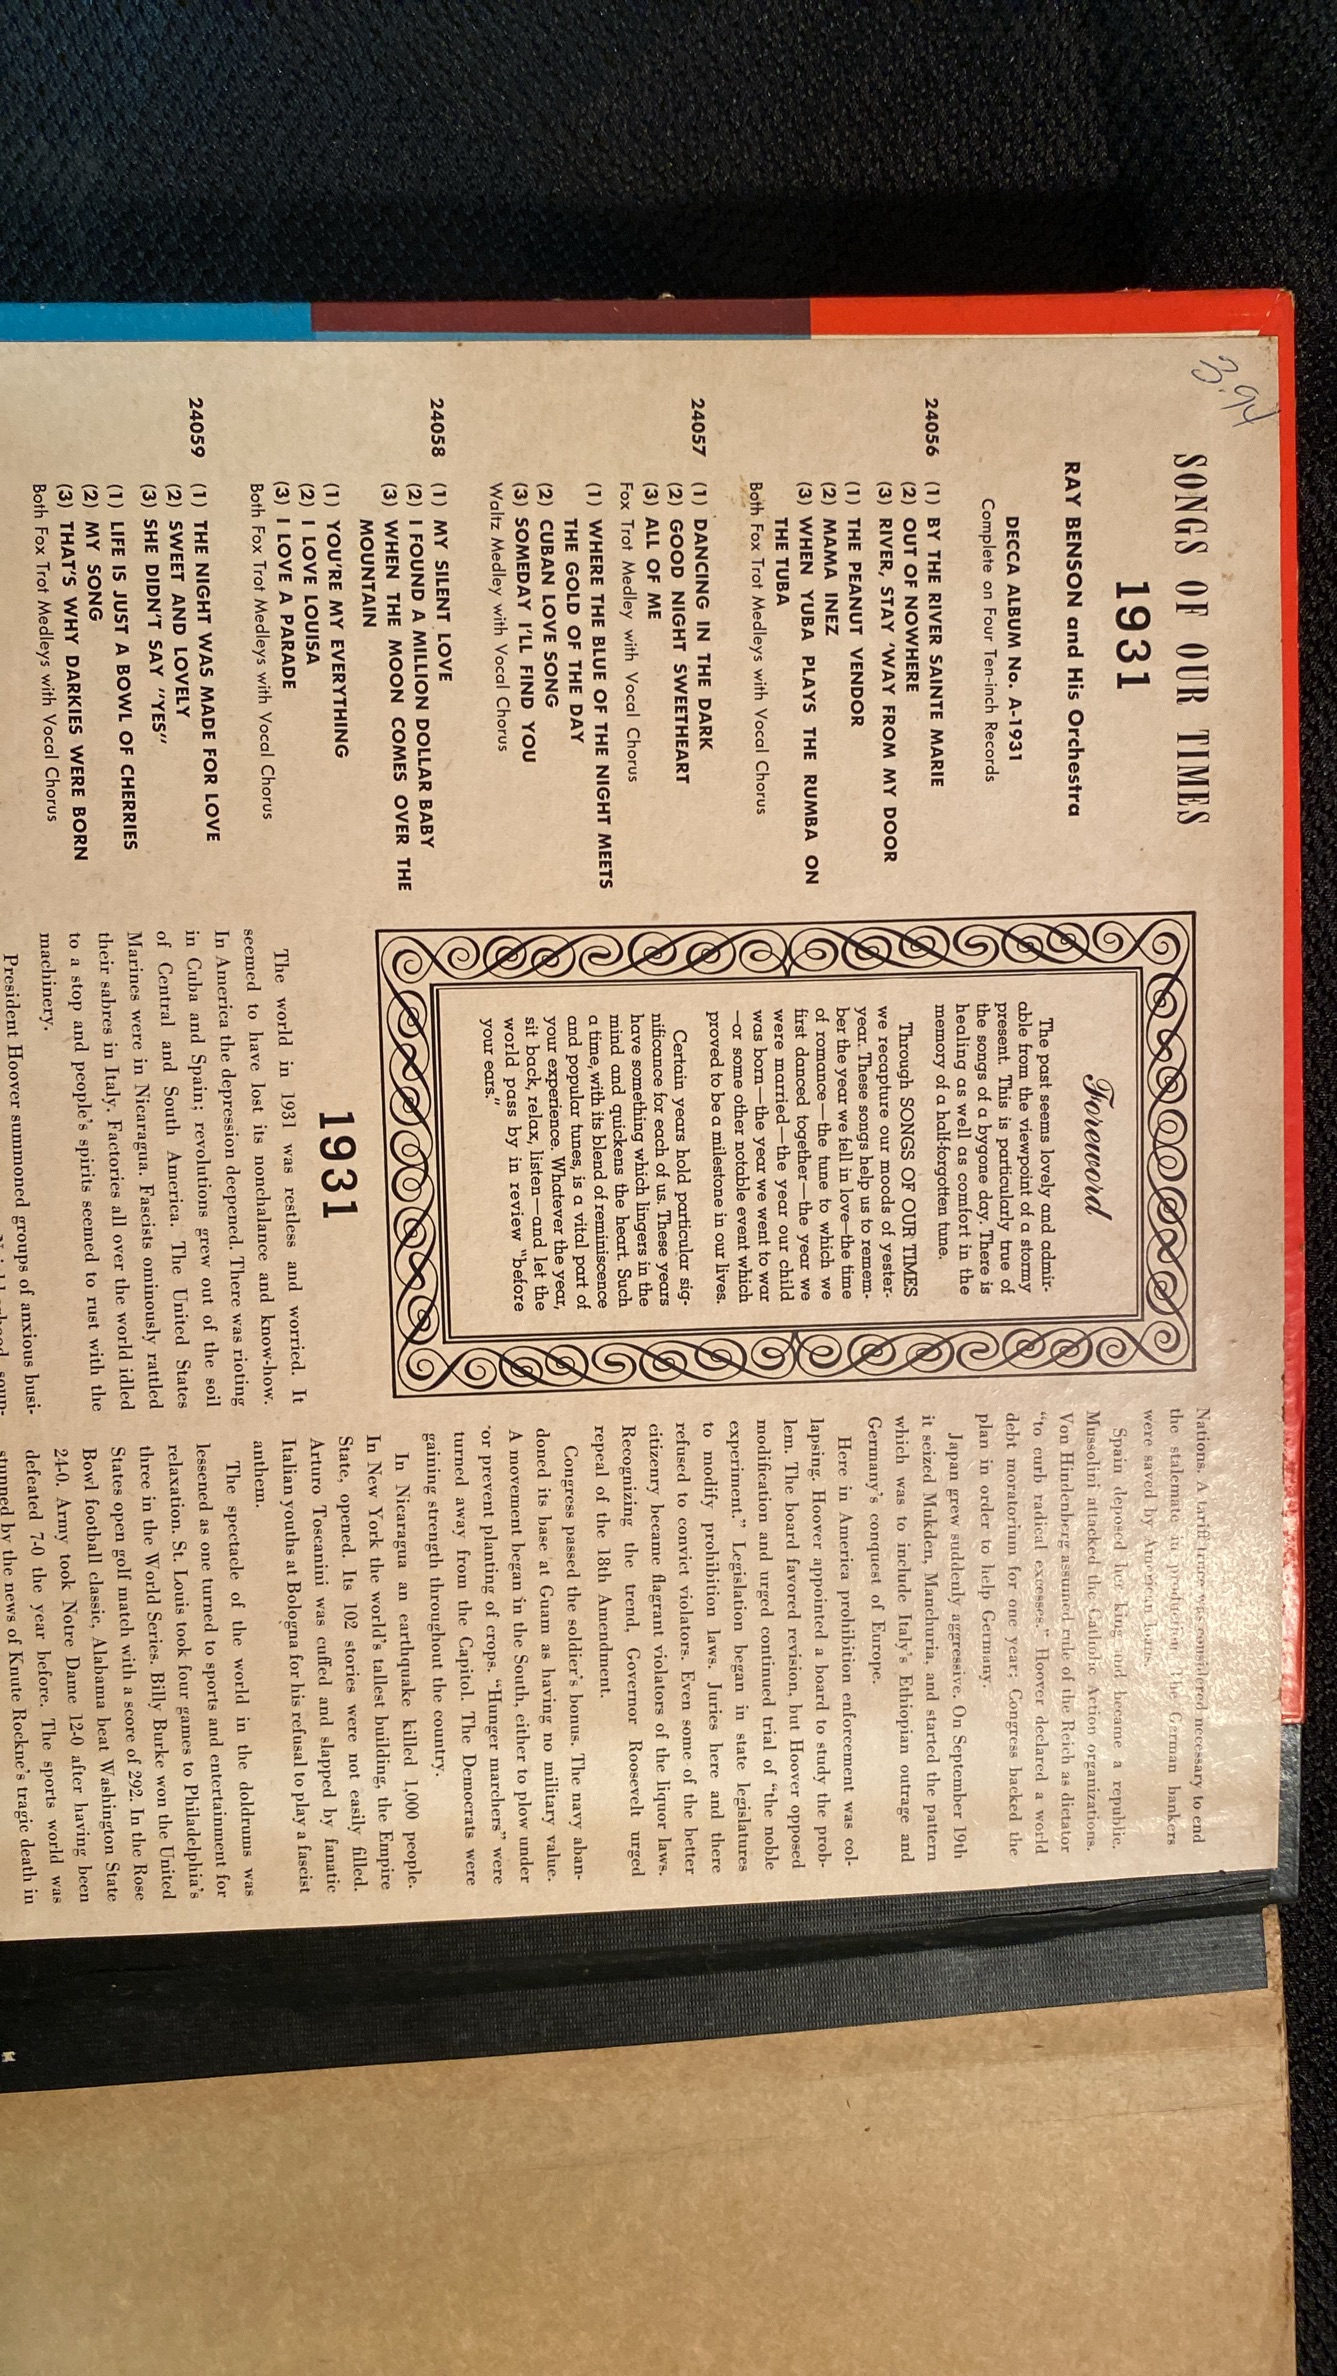 3.94
SONGS OF OUR TIMES
1931
RAY BENSON and His Orchestra
DECCA ALBUM No. A-1931
Complete on Four Ten-inch Records
24056 (1) BY THE RIVER SAINTE MARIE
(2) OUT OF NOWHERE
(3) RIVER, STAY 'WAY FROM MY DOOR
(1) THE PEANUT VENDOR
(2) MAMA INEZ
(3) WHEN YUBA PLAYS THE RUMBA ON
THE TUBA
Both Fox Trot Medleys with Vocal Chorus
24057 (1) DANCING IN THE DARK
(2) GOOD NIGHT SWEETHEART
(3) ALL OF ME
Fox Trot Medley with Vocal Chorus
(1) WHERE THE BLUE OF THE NIGHT MEETS
THE GOLD OF THE DAY
(2) CUBAN LOVE SONG
(3) SOMEDAY I'LL FIND YOU
Waltz Medley with Vocal Chorus
24058 (1) MY SILENT LOVE
(2) I FOUND A MILLION DOLLAR BABY
(3) WHEN THE MOON COMES OVER THE
MOUNTAIN
(1) YOU'RE MY EVERYTHING
(2) I LOVE LOUISA
(3) I LOVE A PARADE
Both Fox Trot Medleys with Vocal Chorus
24059 (1) THE NIGHT WAS MADE FOR LOVE
(2) SWEET AND LOVELY
(3) SHE DIDN'T SAY "YES"
(1) LIFE IS JUST A BOWL OF CHERRIES
(2) MY SONG
(3) THAT'S WHY DARKIES WERE BORN
Both Fox Trot Medleys with Vocal Chorus
Foreword
The past seems lovely and admir-
able from the viewpoint of a stormy
present. This is particularly true of
the songs of a bygone day. There is
healing as well as comfort in the
memory of a half-forgotten tune.
Through SONGS OF OUR TIMES
we recapture our moods of yester-
year. These songs help us to remem-
ber the year we fell in love—the time
of romance—the tune to which we
first danced together—the year we
were married—the year our child
was born—the year we went to war
—or some other notable event which
proved to be a milestone in our lives.
Certain years hold particular sig-
nificance for each of us. These years
have something which lingers in the
mind and quickens the heart. Such
a time, with its blend of reminiscence
and popular tunes, is a vital part of
your experience. Whatever the year,
sit back, relax, listen—and let the
world pass by in review "before
your ears."
1931
The world in 1931 was restless and worried. It
seemed to have lost its nonchalance and know-how.
In America the depression deepened. There was rioting
in Cuba and Spain; revolutions grew out of the soil
of Central and South America. The United States
Marines were in Nicaragua. Fascists ominously rattled
their sabres in Italy. Factories all over the world idled
to a stop and people's spirits seemed to rust with the
machinery.
President Hoover summoned groups of anxious busi-
Nations. A tariff truce was considered necessary to end
the stalemate in production. The German bankers
were saved by American loans.
Spain deposed her king and became a republic.
Mussolini attacked the Catholic Action organizations.
Von Hindenberg assumed rule of the Reich as dictator
"to curb radical excesses." Hoover declared a world
debt moratorium for one year; Congress backed the
plan in order to help Germany.
Japan grew suddenly aggressive. On September 19th
it seized Mukden, Manchuria, and started the pattern
which was to include Italy's Ethiopian outrage and
Germany's conquest of Europe.
Here in America prohibition enforcement was col-
lapsing. Hoover appointed a board to study the prob-
lem. The board favored revision, but Hoover opposed
modification and urged continued trial of "the noble
experiment." Legislation began in state legislatures
to modify prohibition laws. Juries here and there
refused to convict violators. Even some of the better
citizenry became flagrant violators of the liquor laws.
Recognizing the trend, Governor Roosevelt urged
repeal of the 18th Amendment.
Congress passed the soldier's bonus. The navy aban-
doned its base at Guam as having no military value.
A movement began in the South, either to plow under
or prevent planting of crops. "Hunger marchers" were
turned away from the Capitol. The Democrats were
gaining strength throughout the country.
In Nicaragua an earthquake killed 1,000 people.
In New York the world's tallest building, the Empire
State, opened. Its 102 stories were not easily filled.
Arturo Toscanini was cuffed and slapped by fanatic
Italian youths at Bologna for his refusal to play a fascist
anthem.
The spectacle of the world in the doldrums was
lessened as one turned to sports and entertainment for
relaxation. St. Louis took four games to Philadelphia's
three in the World Series. Billy Burke won the United
States open golf match with a score of 292. In the Rose
Bowl football classic, Alabama beat Washington State
24-0. Army took Notre Dame 12-0 after having been
defeated 7-0 the year before. The sports world was
stunned by the news of Knute Rockne's tragic death in